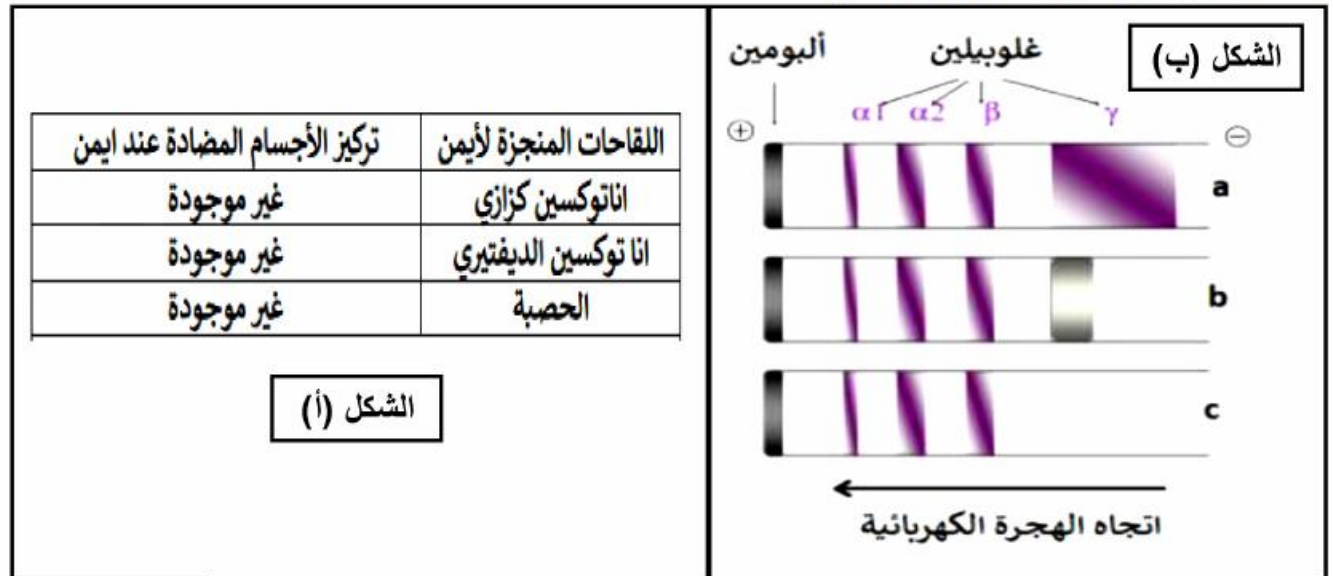 الشكل (ب)
ألبومين
غلوبيلين
α1 α2 β γ
+ −
a
b
c
اتجاه الهجرة الكهربائية
اللقاحات المنجزة لأيمن تركيز الأجسام المضادة عند ايمن
اناتوكسين كزازي غير موجودة
انا توكسين الديفتيري غير موجودة
الحصبة غير موجودة
الشكل (أ)